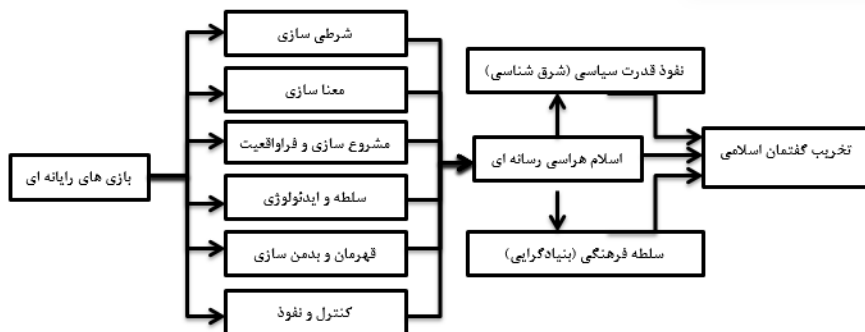 بازی های رایانه ای
شرطی سازی
معنا سازی
مشروع سازی و فراواقعیت
سلطه و ایدئولوژی
قهرمان و بدمن سازی
کنترل و نفوذ
نفوذ قدرت سیاسی (شرق شناسی)
اسلام هراسی رسانه ای
سلطه فرهنگی (بنیادگرایی)
تخریب گفتمان اسلامی